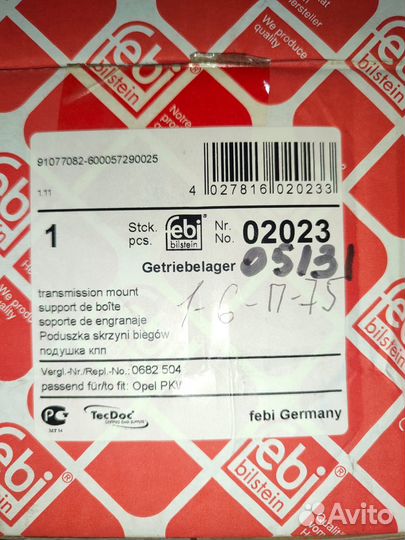 febi
bilstein
We produce
quality
febi
bilstein
91077082-600057290025
1.11
4 027816 020233
1 Stck. pcs. febi bilstein Nr. No. 02023
Getriebelager 05131
transmission mount
support de boîte
soporte de engranaje
Poduszka skrzyni biegów
подушка кпп
1-6-П-75
Vergl.-Nr./Repl.-No.: 0682 504
passend für/to fit: Opel PKW
TecDoc
febi Germany
febi
bilstein
Avito